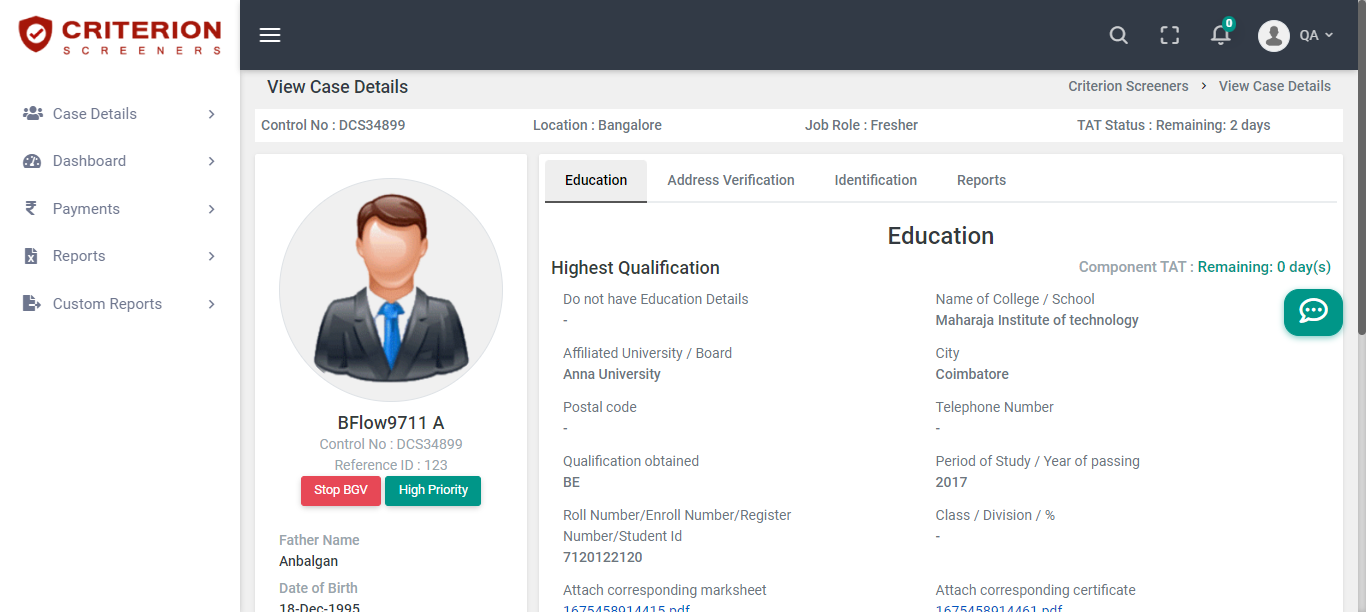 CRITERION
SCREENERS
0
QA
Case Details
Dashboard
Payments
Reports
Custom Reports
View Case Details
Criterion Screeners > View Case Details
Control No : DCS34899
Location : Bangalore
Job Role : Fresher
TAT Status : Remaining: 2 days
BFlow9711 A
Control No : DCS34899
Reference ID : 123
Stop BGV
High Priority
Father Name
Anbalgan
Date of Birth
18-Dec-1995
Education
Address Verification
Identification
Reports
Education
Highest Qualification
Component TAT : Remaining: 0 day(s)
Do not have Education Details
-
Name of College / School
Maharaja Institute of technology
Affiliated University / Board
Anna University
City
Coimbatore
Postal code
-
Telephone Number
-
Qualification obtained
BE
Period of Study / Year of passing
2017
Roll Number/Enroll Number/Register
Number/Student Id
7120122120
Class / Division / %
-
Attach corresponding marksheet
1675458914415.pdf
Attach corresponding certificate
1675458914461.pdf